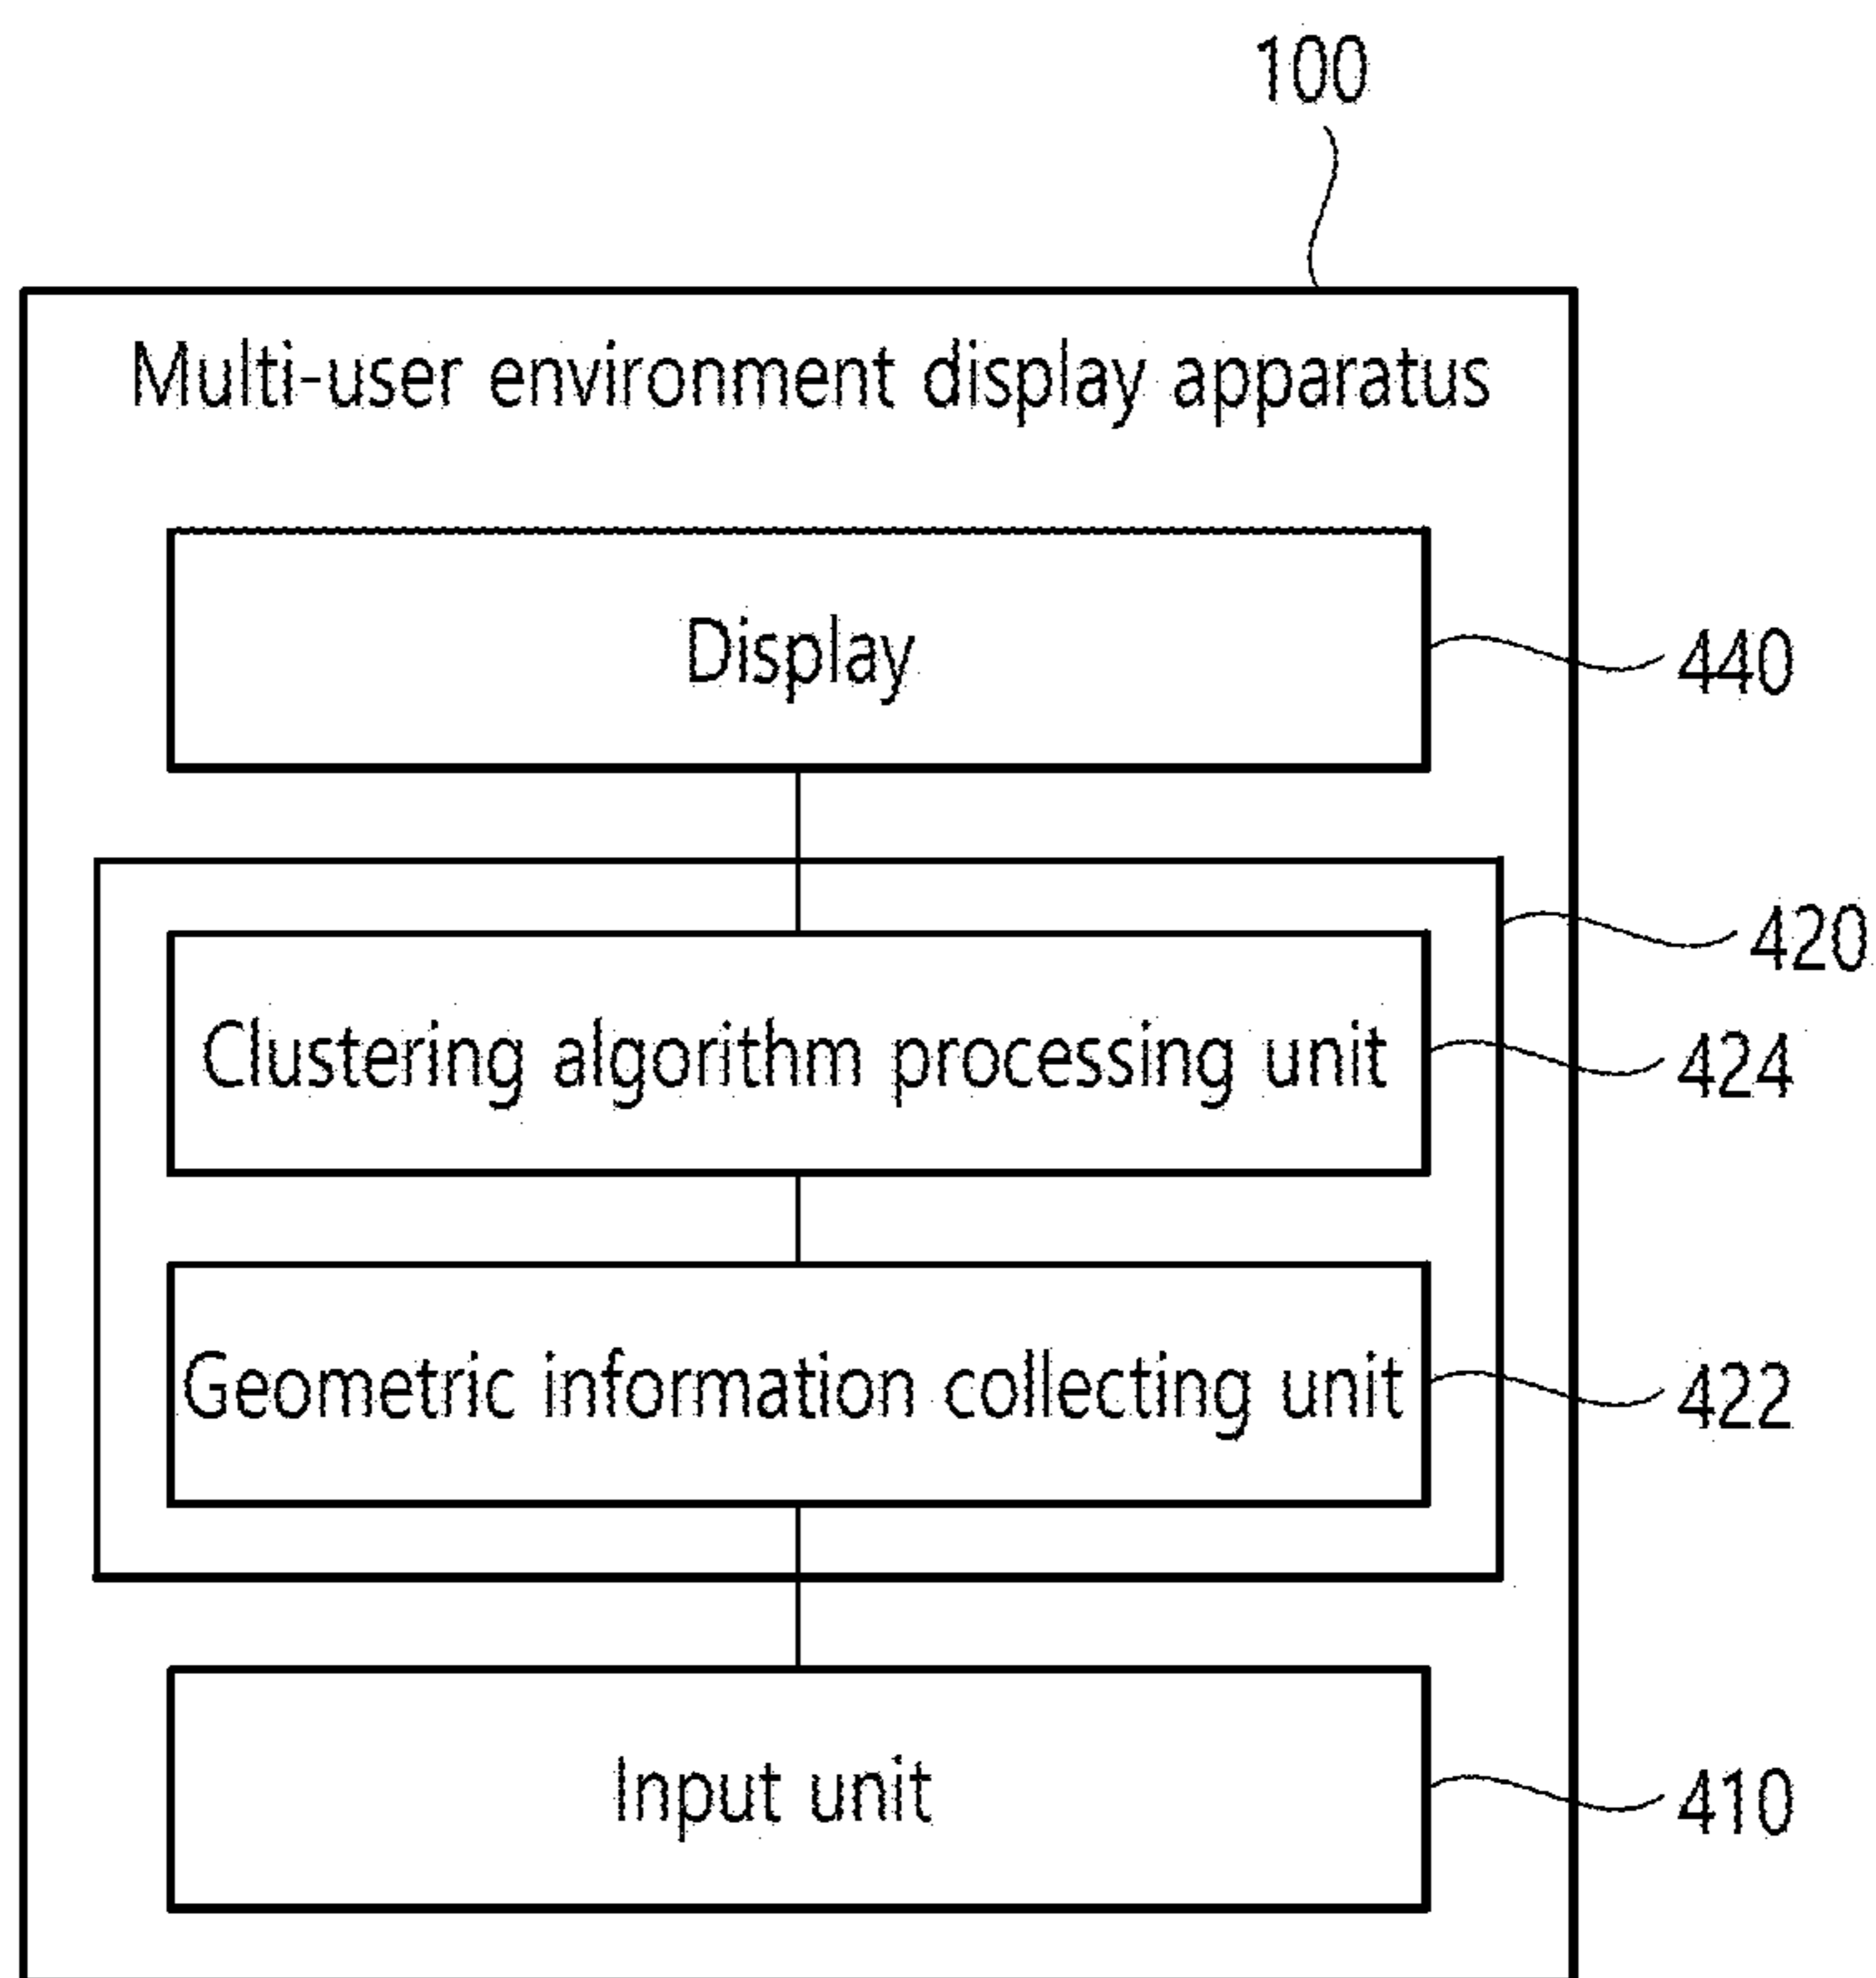 100
Multi-user environment display apparatus
Display
440
420
Clustering algorithm processing unit
424
Geometric information collecting unit
422
Input unit
410